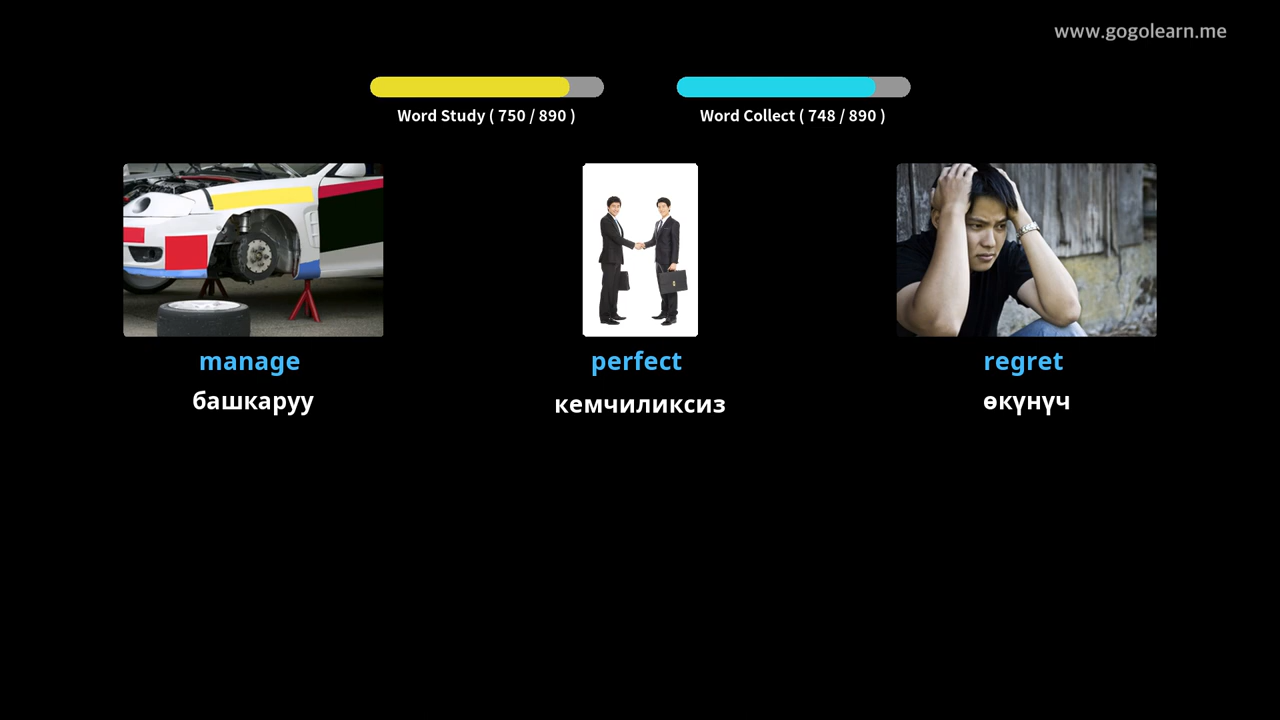 www.gogolearn.me
Word Study ( 750 / 890 )
Word Collect ( 748 / 890 )
manage
perfect
regret
башкаруу
кемчиликсиз
өкүнүч